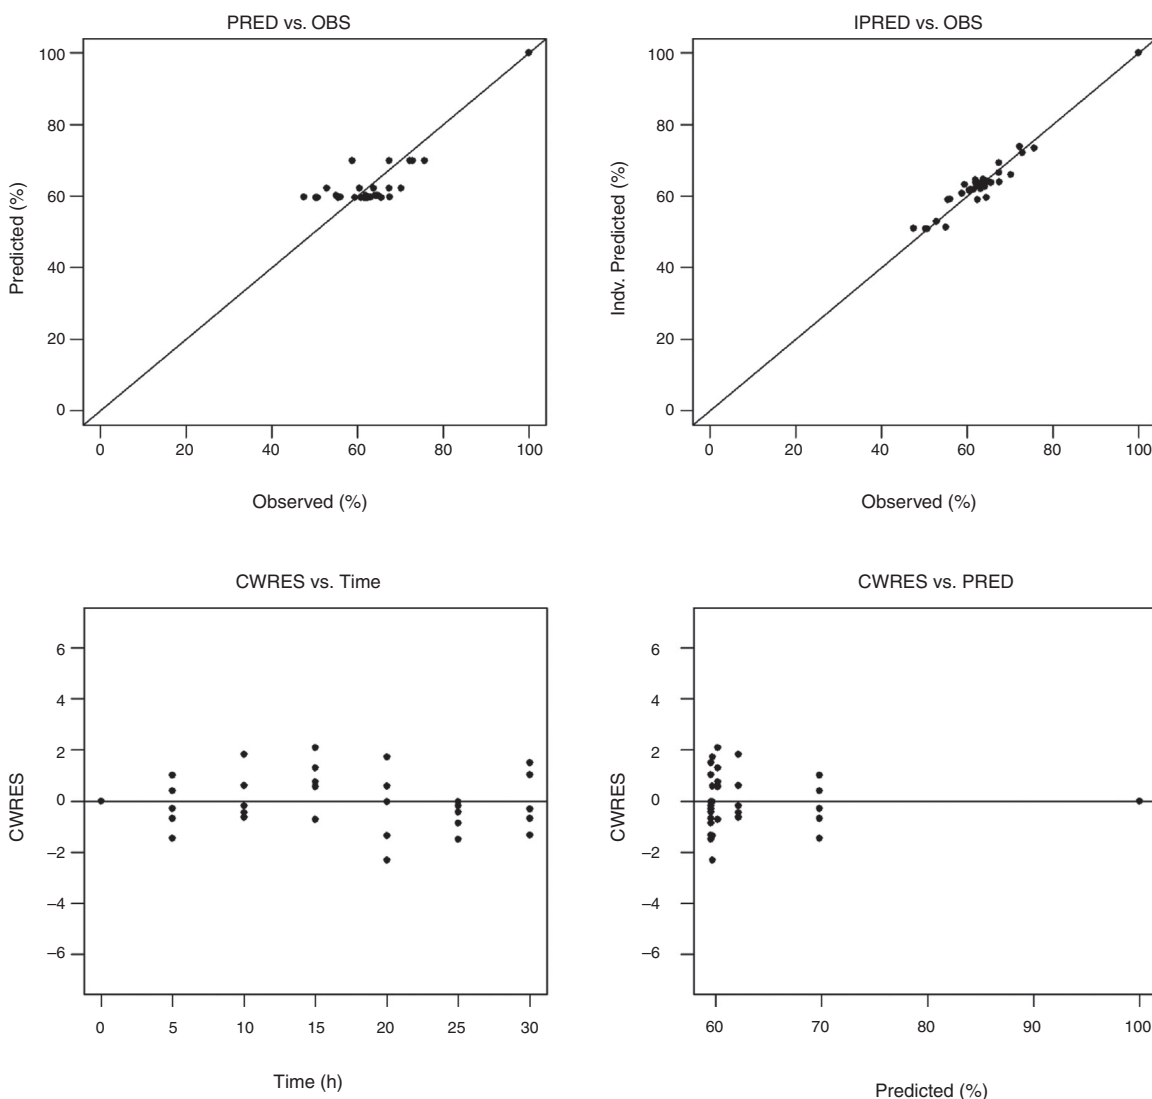 PRED vs. OBS
100
80
60
40
20
0
Predicted (%)
0 20 40 60 80 100
Observed (%)
IPRED vs. OBS
100
80
60
40
20
0
Indv. Predicted (%)
0 20 40 60 80 100
Observed (%)
CWRES vs. Time
6
4
2
0
–2
–4
–6
CWRES
0 5 10 15 20 25 30
Time (h)
CWRES vs. PRED
6
4
2
0
–2
–4
–6
CWRES
60 70 80 90 100
Predicted (%)